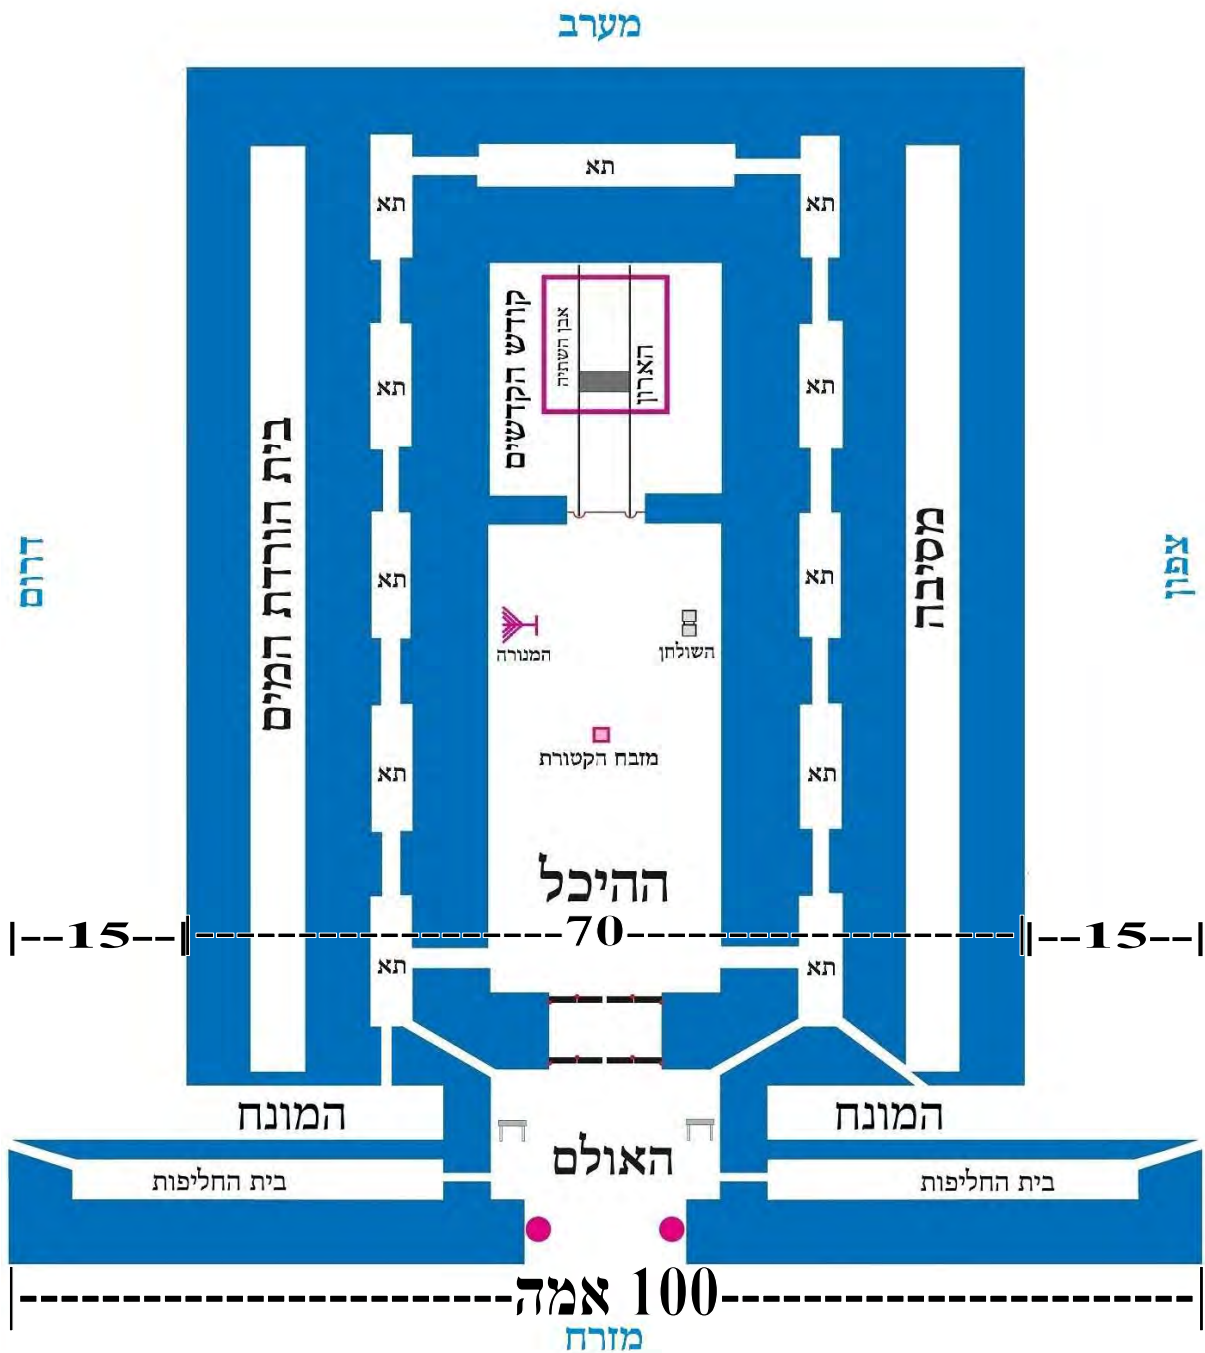 מערב
תא
תא
תא
קודש הקדשים
אבן השתיה
הארון
תא
תא
בית הורדת המים
מסיבה
דרום
צפון
תא
תא
המנורה
השולחן
מזבח הקטורת
תא
תא
ההיכל
|--15--|
|--70--|
|--15--|
תא
תא
המונח
המונח
האולם
בית החליפות
בית החליפות
100 אמה
מזרח